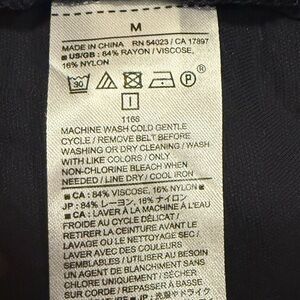 M
MADE IN CHINA RN 54023 / CA 17897
■ US/GB : 84% RAYON / VISCOSE,
16% NYLON
30
P
®
I
1166
MACHINE WASH COLD GENTLE
CYCLE / REMOVE BELT BEFORE
WASHING OR DRY CLEANING / WASH
WITH LIKE COLORS / ONLY
NON-CHLORINE BLEACH WHEN
NEEDED / LINE DRY / COOL IRON
■ CA : 84% VISCOSE, 16% NYLON ■
JP : 84% レーヨン, 16% ナイロン
■ CA : LAVER À LA MACHINE À L'EAU
FROIDE AU CYCLE DÉLICAT /
RETIRER LA CEINTURE AVANT LE
LAVAGE OU LE NETTOYAGE SEC /
LAVER AVEC DES COULEURS
SEMBLABLES / UTILISER AU BESOIN
UN AGENT DE BLANCHIMENT SANS
CHLORE UNIQUEMENT / SÉCHER
SUR CORDE / REPASSER À BASSE